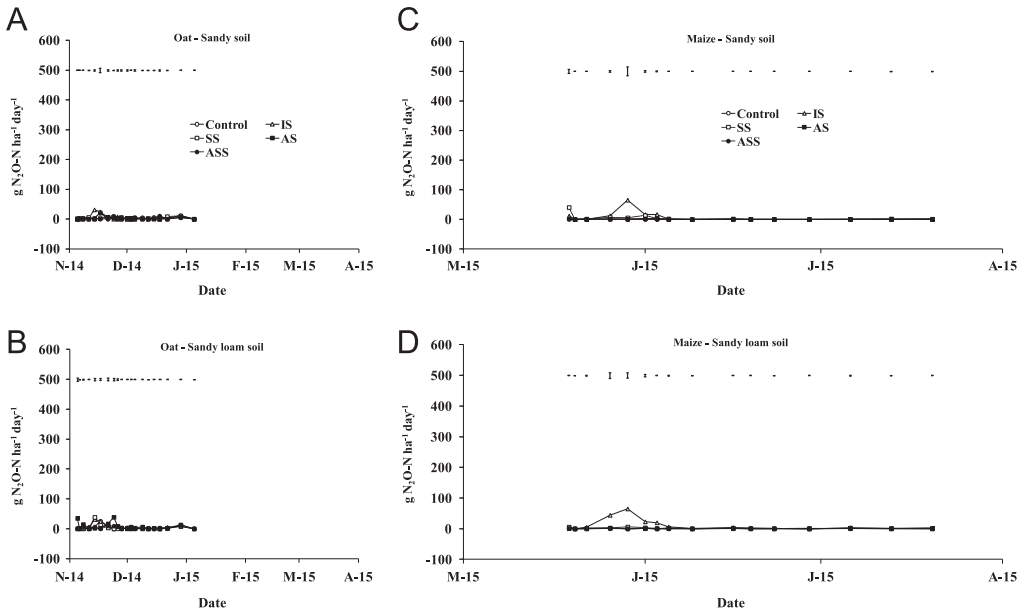 A
Oat – Sandy soil
g N₂O-N ha⁻¹ day⁻¹
600
500
400
300
200
100
0
-100
Control
IS
SS
AS
ASS
N-14 D-14 J-15 F-15 M-15 A-15
Date
C
Maize – Sandy soil
g N₂O-N ha⁻¹ day⁻¹
600
500
400
300
200
100
0
-100
Control
IS
SS
AS
ASS
M-15 J-15 J-15 A-15
Date
B
Oat – Sandy loam soil
g N₂O-N ha⁻¹ day⁻¹
600
500
400
300
200
100
0
-100
N-14 D-14 J-15 F-15 M-15 A-15
Date
D
Maize – Sandy loam soil
g N₂O-N ha⁻¹ day⁻¹
600
500
400
300
200
100
0
-100
M-15 J-15 J-15 A-15
Date